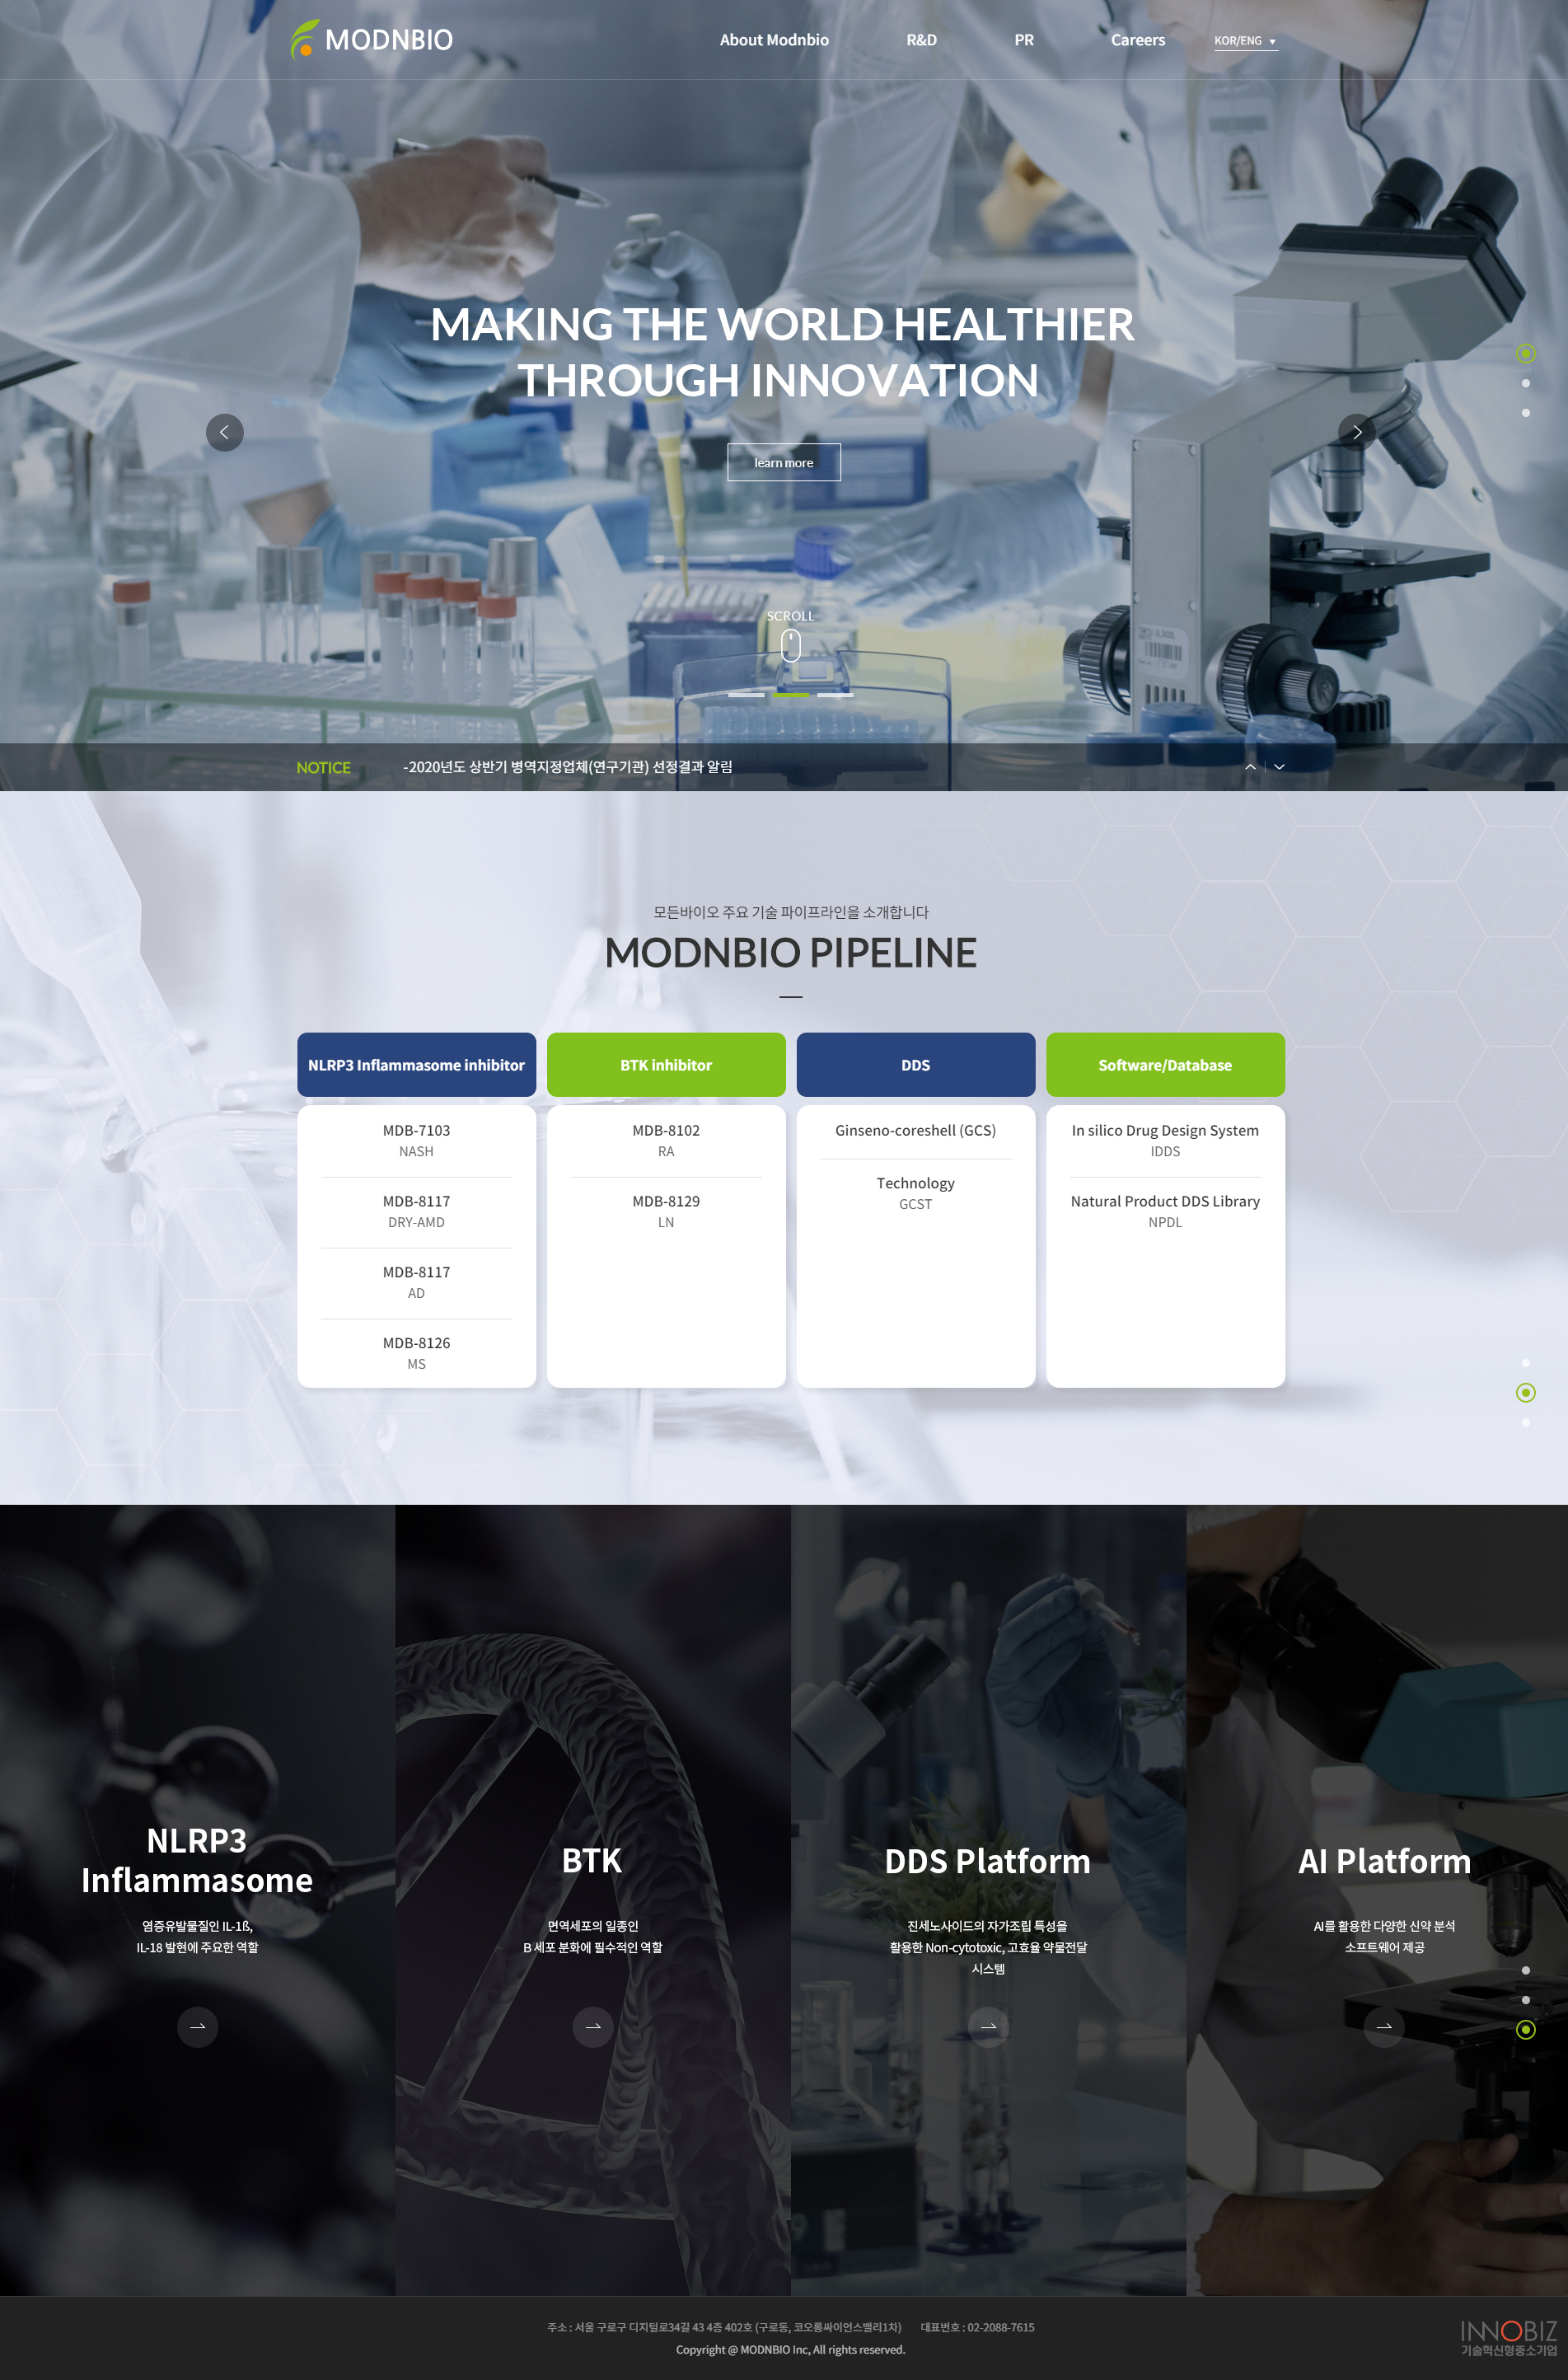 MODNBIO
About Modnbio
R&D
PR
Careers
KOR/ENG
MAKING THE WORLD HEALTHIER
THROUGH INNOVATION
learn more
SCROLL
NOTICE
-2020년도 상반기 병역지정업체(연구기관) 선정결과 알림
모든바이오 주요 기술 파이프라인을 소개합니다
MODNBIO PIPELINE
NLRP3 Inflammasome inhibitor
MDB-7103
NASH
MDB-8117
DRY-AMD
MDB-8117
AD
MDB-8126
MS
BTK inhibitor
MDB-8102
RA
MDB-8129
LN
DDS
Ginseno-coreshell (GCS)
Technology
GCST
Software/Database
In silico Drug Design System
IDDS
Natural Product DDS Library
NPDL
NLRP3
Inflammasome
염증유발물질인 IL-1ß,
IL-18 발현에 주요한 역할
BTK
면역세포의 일종인
B 세포 분화에 필수적인 역할
DDS Platform
진세노사이드의 자가조립 특성을
활용한 Non-cytotoxic, 고효율 약물전달
시스템
AI Platform
AI를 활용한 다양한 신약 분석
소프트웨어 제공
주소 : 서울 구로구 디지털로34길 43 4층 402호 (구로동, 코오롱싸이언스밸리1차) 대표번호 : 02-2088-7615
Copyright @ MODNBIO Inc, All rights reserved.
INNOBIZ
기술혁신형중소기업